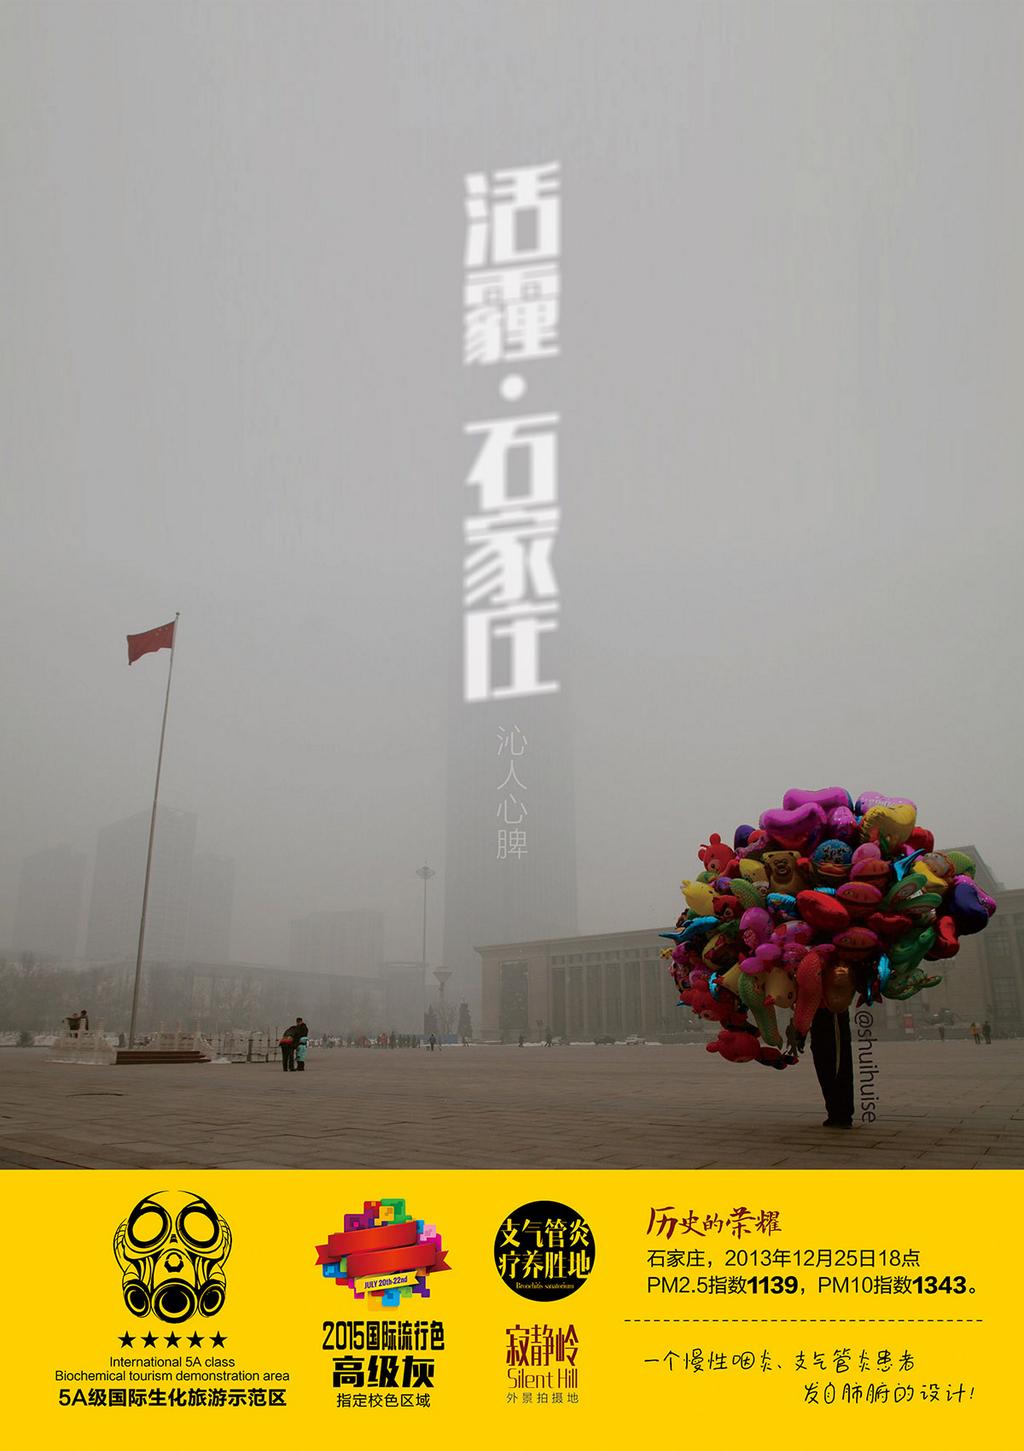 活霾·石家庄
沁人心脾
@shuihuise
★★★★★
International 5A class
Biochemical tourism demonstration area
5A级国际生化旅游示范区
JULY 20th-22nd
2015国际流行色
高级灰
指定校色区域
支气管炎
疗养胜地
Bronchitis sanatorium
寂静岭
Silent Hill
外景拍摄地
历史的荣耀
石家庄，2013年12月25日18点
PM2.5指数1139，PM10指数1343。
一个慢性咽炎、支气管炎患者
发自肺腑的设计！